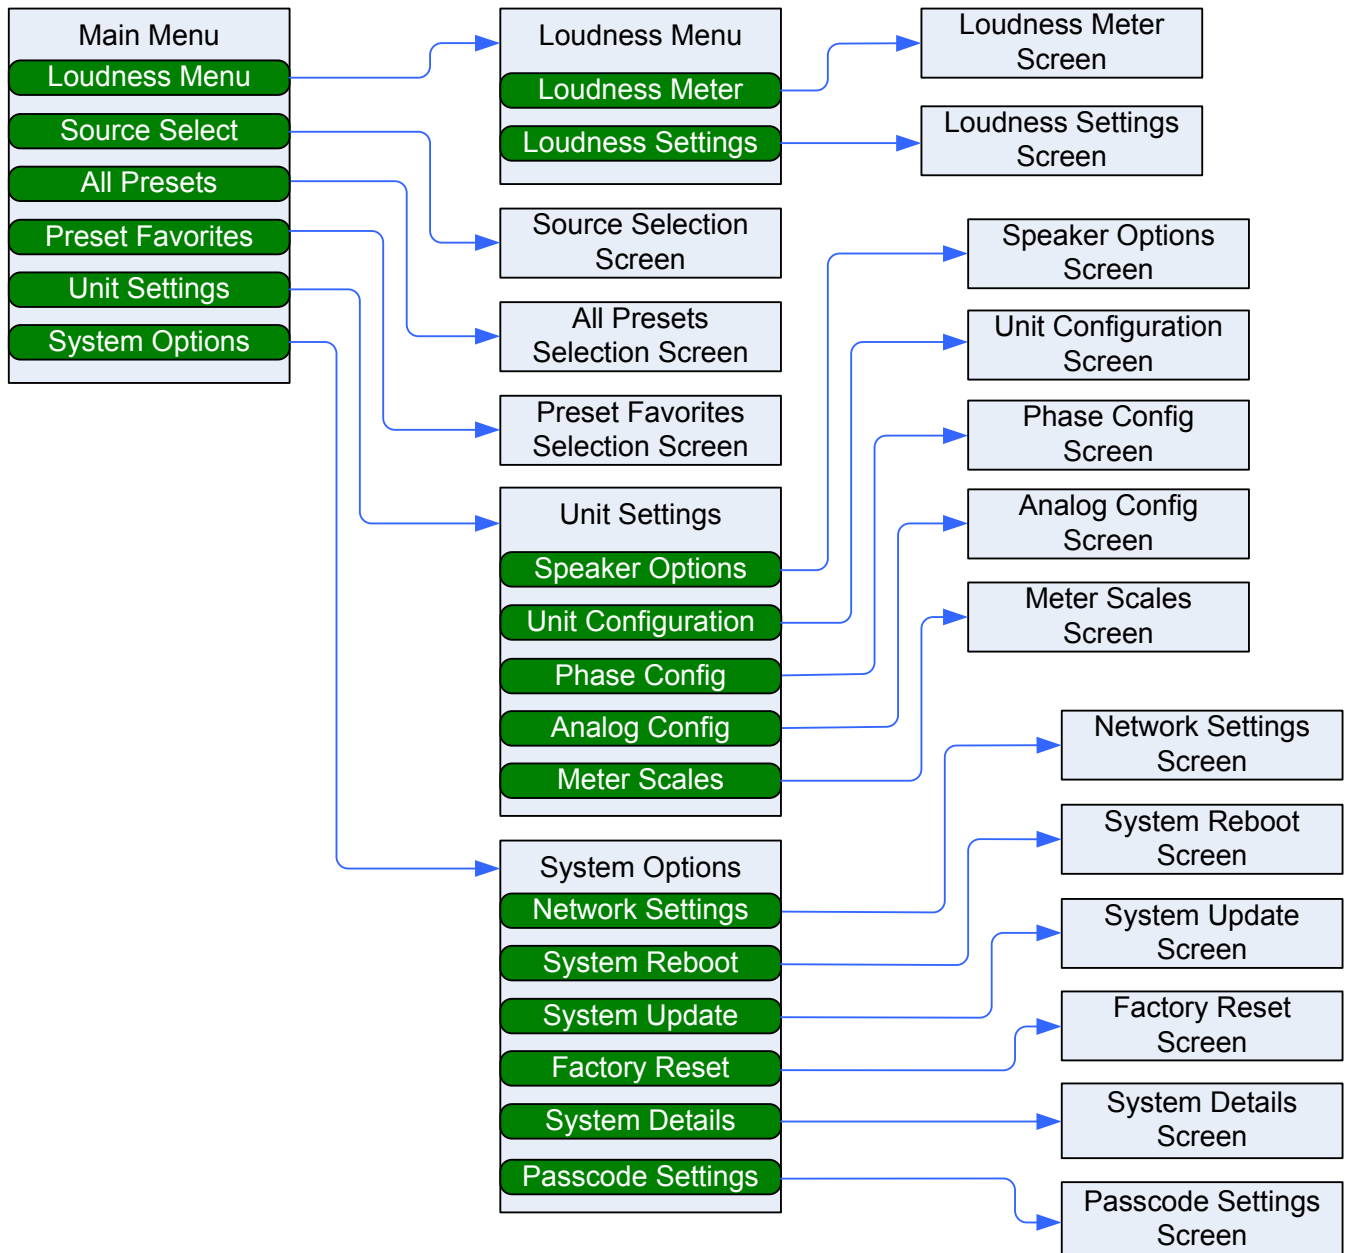 Main Menu
Loudness Menu
Source Select
All Presets
Preset Favorites
Unit Settings
System Options
Loudness Menu
Loudness Meter
Loudness Settings
Loudness Meter
Screen
Loudness Settings
Screen
Source Selection
Screen
All Presets
Selection Screen
Preset Favorites
Selection Screen
Unit Settings
Speaker Options
Unit Configuration
Phase Config
Analog Config
Meter Scales
Speaker Options
Screen
Unit Configuration
Screen
Phase Config
Screen
Analog Config
Screen
Meter Scales
Screen
System Options
Network Settings
System Reboot
System Update
Factory Reset
System Details
Passcode Settings
Network Settings
Screen
System Reboot
Screen
System Update
Screen
Factory Reset
Screen
System Details
Screen
Passcode Settings
Screen